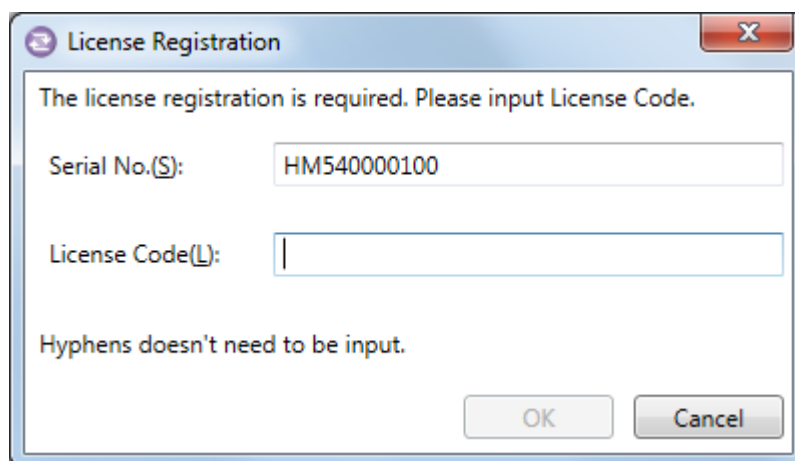 License Registration
The license registration is required. Please input License Code.
Serial No.(S): HM540000100
License Code(L):
Hyphens doesn't need to be input.
OK Cancel